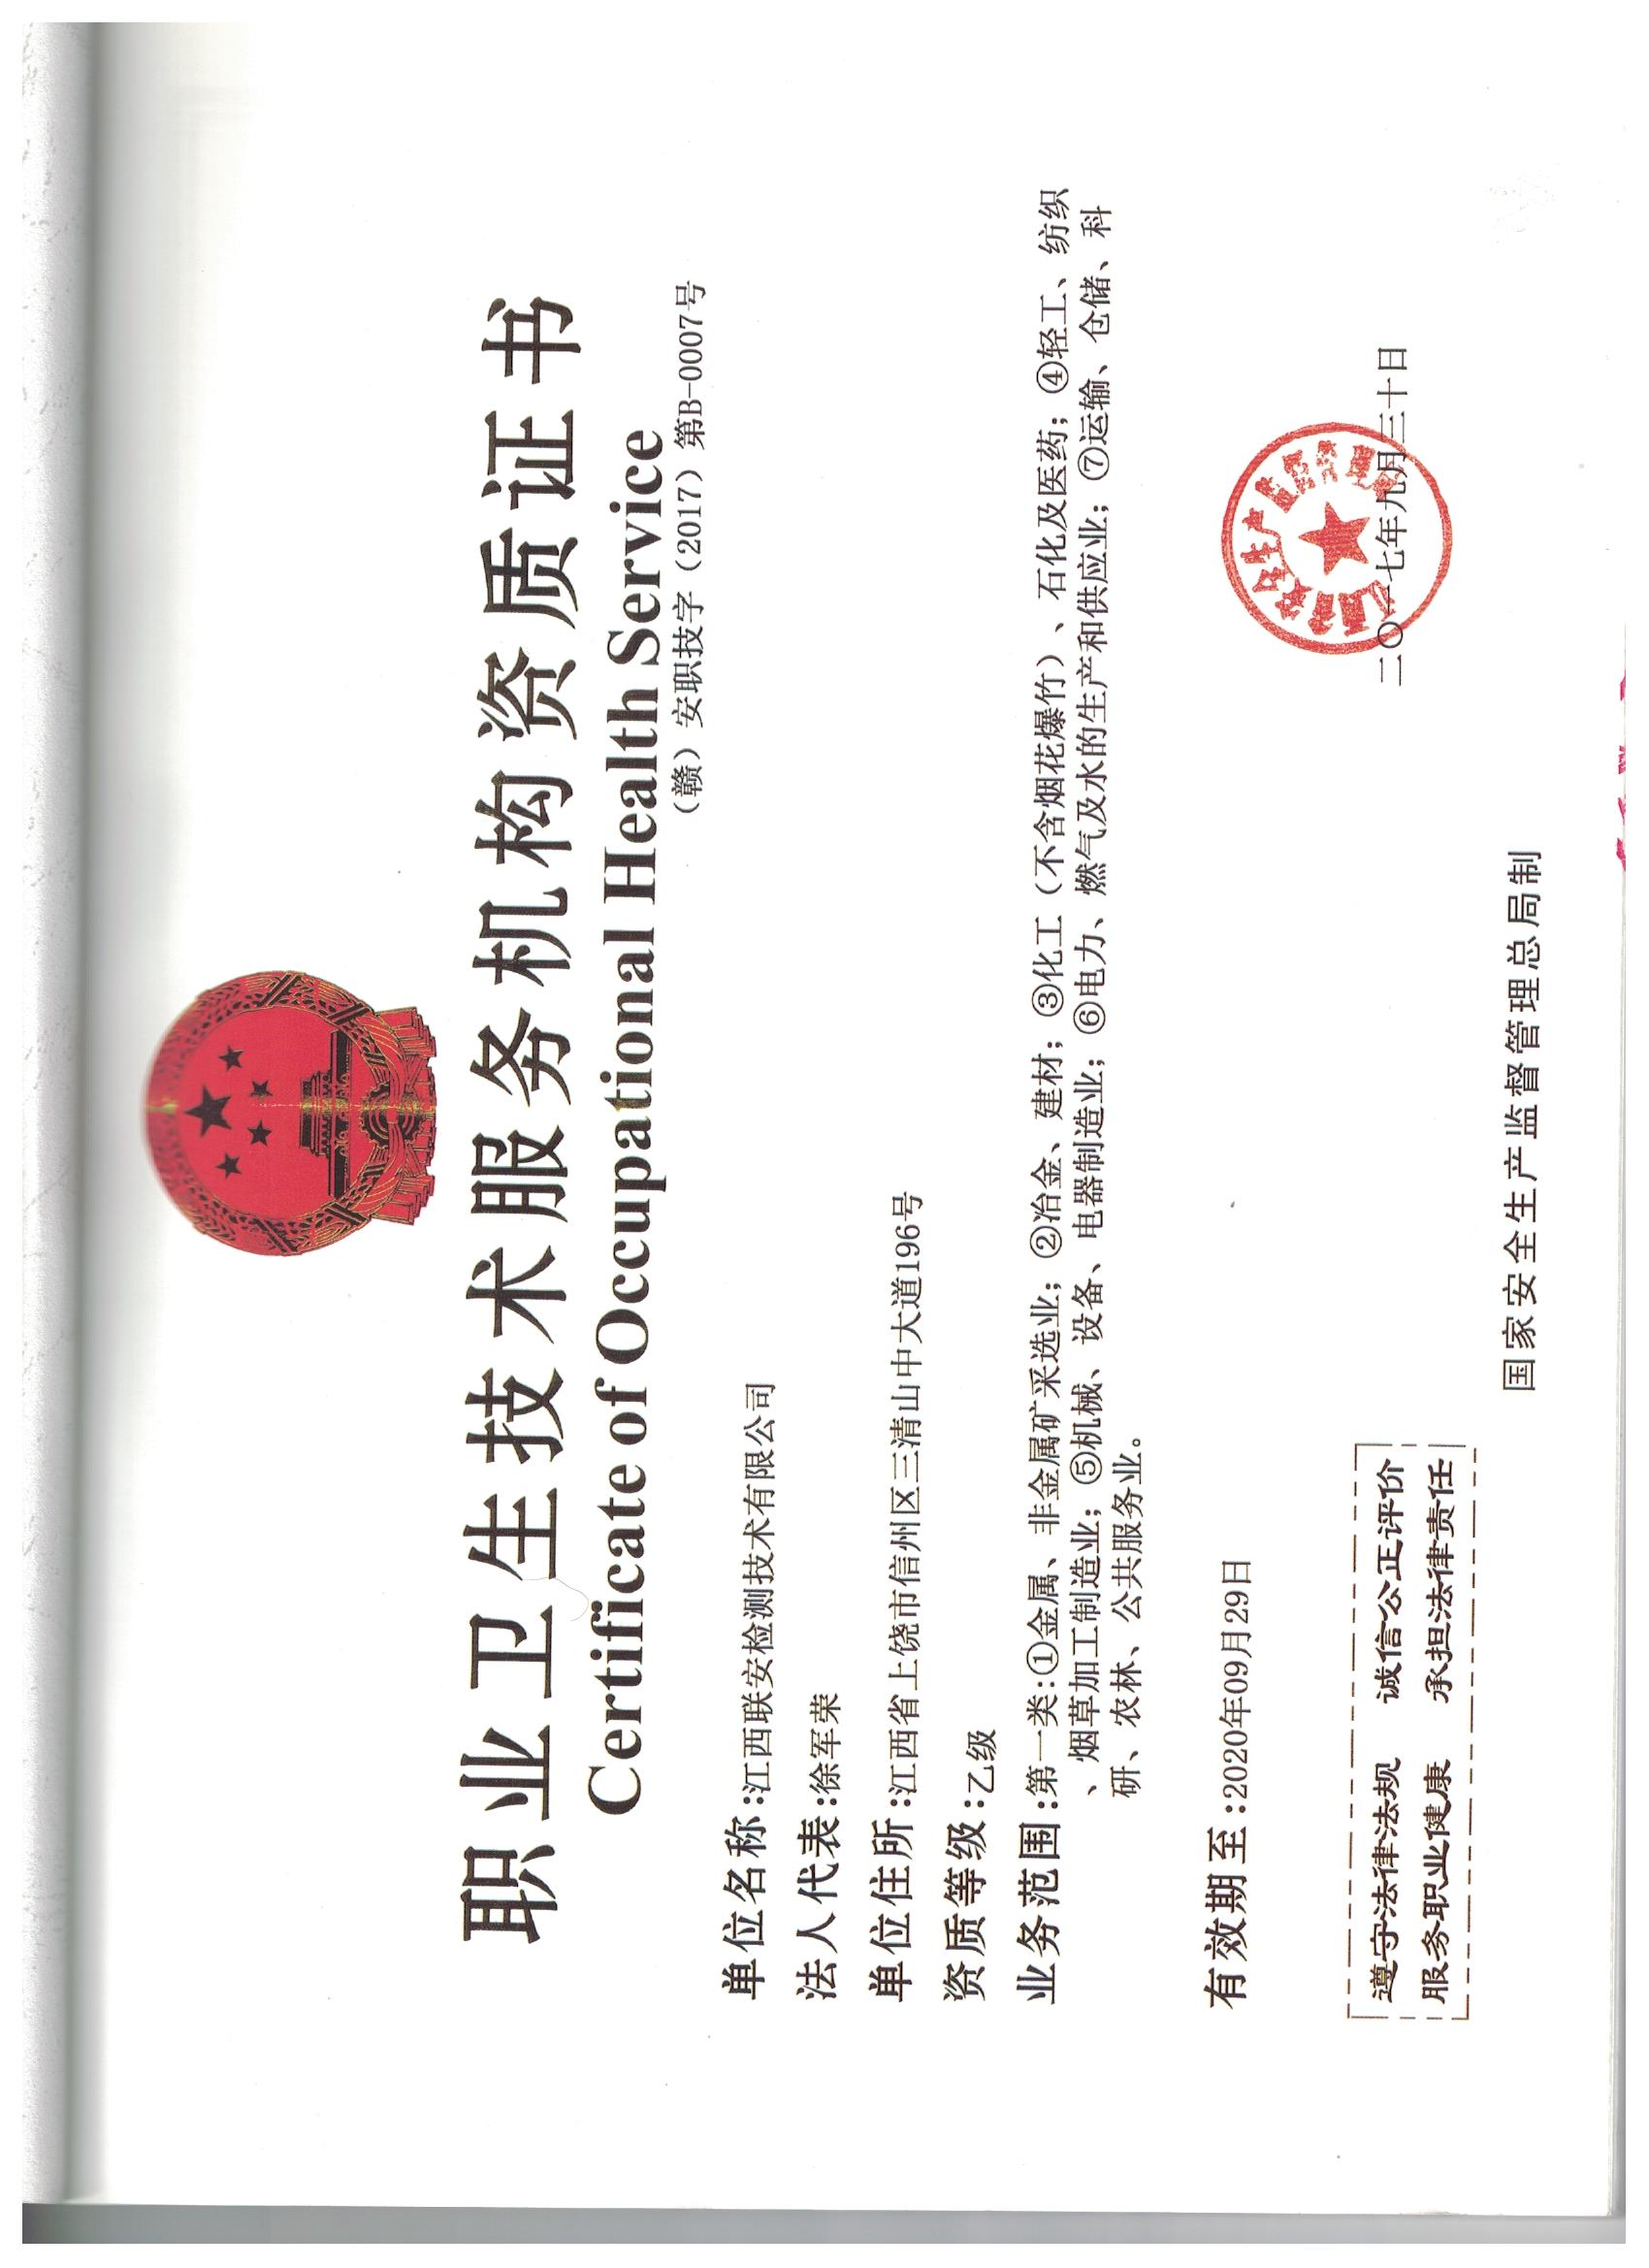 职业卫生技术服务机构资质证书
Certificate of Occupational Health Service
（赣）安职技字（2017）第B-0007号
单位名称:江西联安检测技术有限公司
法人代表:徐军荣
单位住所:江西省上饶市信州区三清山中大道196号
资质等级:乙级
业务范围:第一类:①金属、非金属矿采选业；②冶金、建材；③化工（不含烟花爆竹）、石化及医药；④轻工、纺织
、烟草加工制造业；⑤机械、设备、电器制造业；⑥电力、燃气及水的生产和供应业；⑦运输、仓储、科
研、农林、公共服务业。
有效期至:2020年09月29日
二〇一七年九月三十日
遵守法律法规 诚信公正评价
服务职业健康 承担法律责任
国家安全生产监督管理总局制